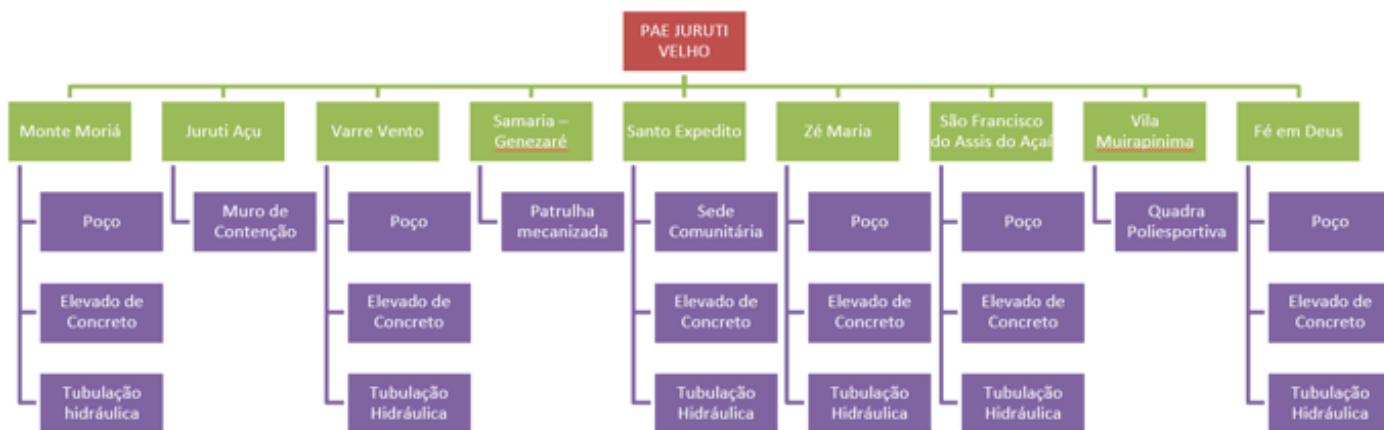 PAE JURUTI
VELHO
Monte Moriá
Juruti Açu
Varre Vento
Samaria –
Genezaré
Santo Expedito
Zé Maria
São Francisco
do Assis do Açaí
Vila
Muirapinima
Fé em Deus
Poço
Elevado de
Concreto
Tubulação
hidráulica
Muro de
Contenção
Poço
Elevado de
Concreto
Tubulação
Hidráulica
Patrulha
mecanizada
Sede
Comunitária
Elevado de
Concreto
Tubulação
Hidráulica
Poço
Elevado de
Concreto
Tubulação
Hidráulica
Poço
Elevado de
Concreto
Tubulação
Hidráulica
Quadra
Poliesportiva
Poço
Elevado de
Concreto
Tubulação
Hidráulica